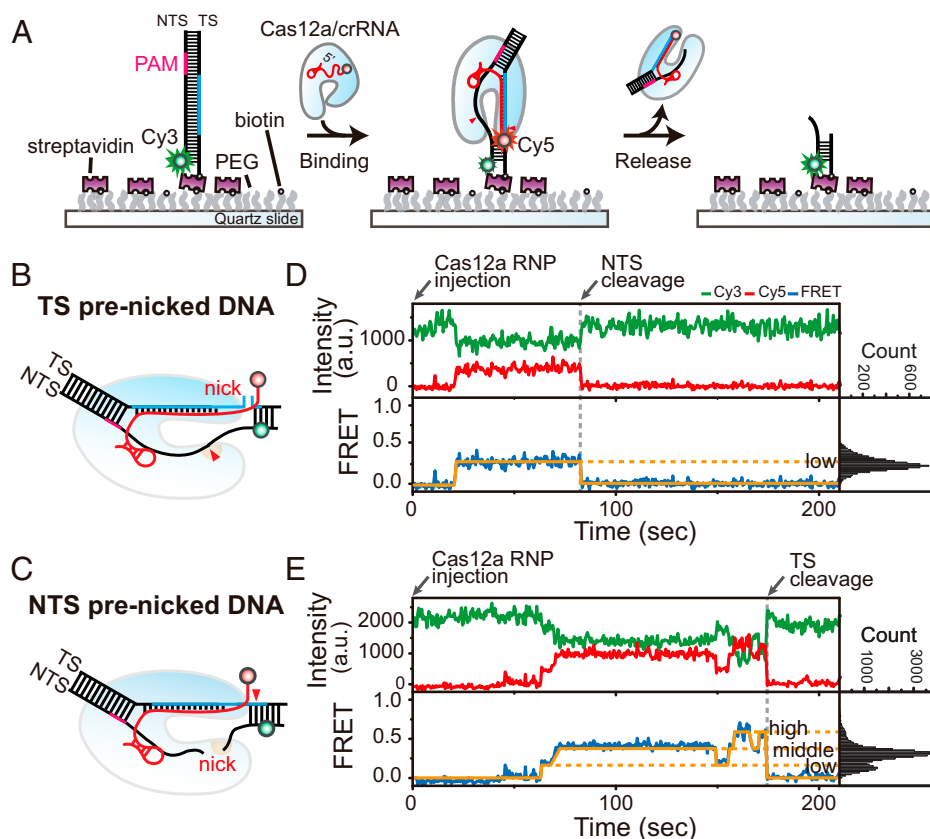 A
NTS TS
PAM
Cas12a/crRNA
5'
Cy3
biotin
streptavidin
PEG
Binding
Cy5
Release
Quartz slide
B
TS pre-nicked DNA
TS
NTS
nick
D
Cas12a RNP
injection
NTS
cleavage
Cy3 Cy5 FRET
Intensity
(a.u.)
1000
0
Count
200
600
FRET
1.0
0.5
0.0
low
0 100 200
Time (sec)
C
NTS pre-nicked DNA
TS
NTS
nick
E
Cas12a RNP
injection
TS
cleavage
Intensity
(a.u.)
2000
1000
0
Count
1000
3000
FRET
1.0
0.5
0.0
high
middle
low
0 100 200
Time (sec)